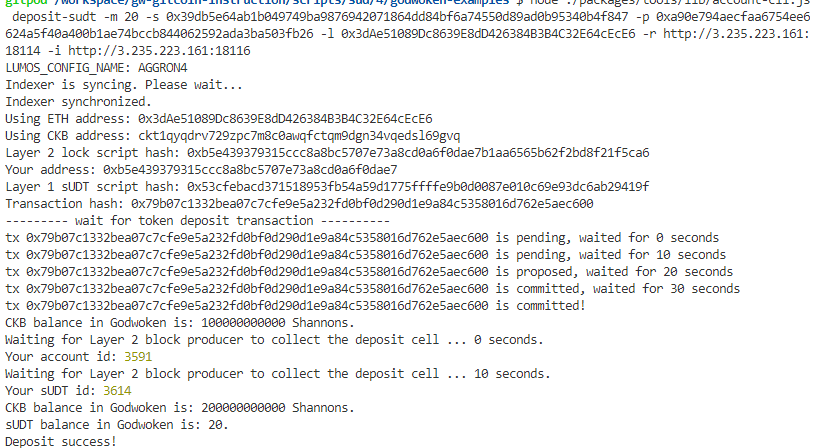 gitpod /workspace/gw-gitcoin-instruction/scripts/sud/4/godwoken-examples $ node ./packages/tools/lib/account-cli.js
deposit-sudt -m 20 -s 0x39db5e64ab1b049749ba9876942071864dd84bf6a74550d89ad0b95340b4f847 -p 0xa90e794aecfaa6754ee6
624a5f40a400b1ae74bccb844062592ada3ba503fb26 -l 0x3dAe51089Dc8639E8dD426384B3B4C32E64cEcE6 -r http://3.235.223.161:
18114 -i http://3.235.223.161:18116
LUMOS_CONFIG_NAME: AGGRON4
Indexer is syncing. Please wait...
Indexer synchronized.
Using ETH address: 0x3dAe51089Dc8639E8dD426384B3B4C32E64cEcE6
Using CKB address: ckt1qyqdrv729zpc7m8c0awqfctqm9dgn34vqedsl69gvq
Layer 2 lock script hash: 0xb5e439379315ccc8a8bc5707e73a8cd0a6f0dae7b1aa6565b62f2bd8f21f5ca6
Your address: 0xb5e439379315ccc8a8bc5707e73a8cd0a6f0dae7
Layer 1 sUDT script hash: 0x53cfebacd371518953fb54a59d1775ffffe9b0d0087e010c69e93dc6ab29419f
Transaction hash: 0x79b07c1332bea07c7cfe9e5a232fd0bf0d290d1e9a84c5358016d762e5aec600
--------- wait for token deposit transaction ----------
tx 0x79b07c1332bea07c7cfe9e5a232fd0bf0d290d1e9a84c5358016d762e5aec600 is pending, waited for 0 seconds
tx 0x79b07c1332bea07c7cfe9e5a232fd0bf0d290d1e9a84c5358016d762e5aec600 is pending, waited for 10 seconds
tx 0x79b07c1332bea07c7cfe9e5a232fd0bf0d290d1e9a84c5358016d762e5aec600 is proposed, waited for 20 seconds
tx 0x79b07c1332bea07c7cfe9e5a232fd0bf0d290d1e9a84c5358016d762e5aec600 is committed, waited for 30 seconds
tx 0x79b07c1332bea07c7cfe9e5a232fd0bf0d290d1e9a84c5358016d762e5aec600 is committed!
CKB balance in Godwoken is: 100000000000 Shannons.
Waiting for Layer 2 block producer to collect the deposit cell ... 0 seconds.
Your account id: 3591
Waiting for Layer 2 block producer to collect the deposit cell ... 10 seconds.
Your sUDT id: 3614
CKB balance in Godwoken is: 200000000000 Shannons.
sUDT balance in Godwoken is: 20.
Deposit success!